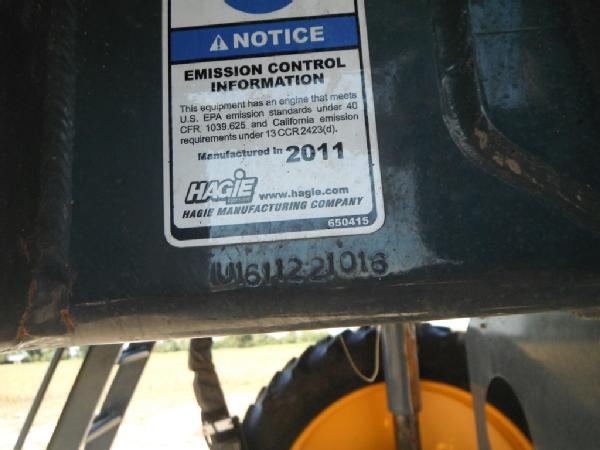 NOTICE
EMISSION CONTROL
INFORMATION
This equipment has an engine that meets
U.S. EPA emission standards under 40
CFR 1039.625 and California emission
requirements under 13 CCR 2423(d).
Manufactured in 2011
HAGIE
www.hagie.com
HAGIE MANUFACTURING COMPANY
650415
U1611221016